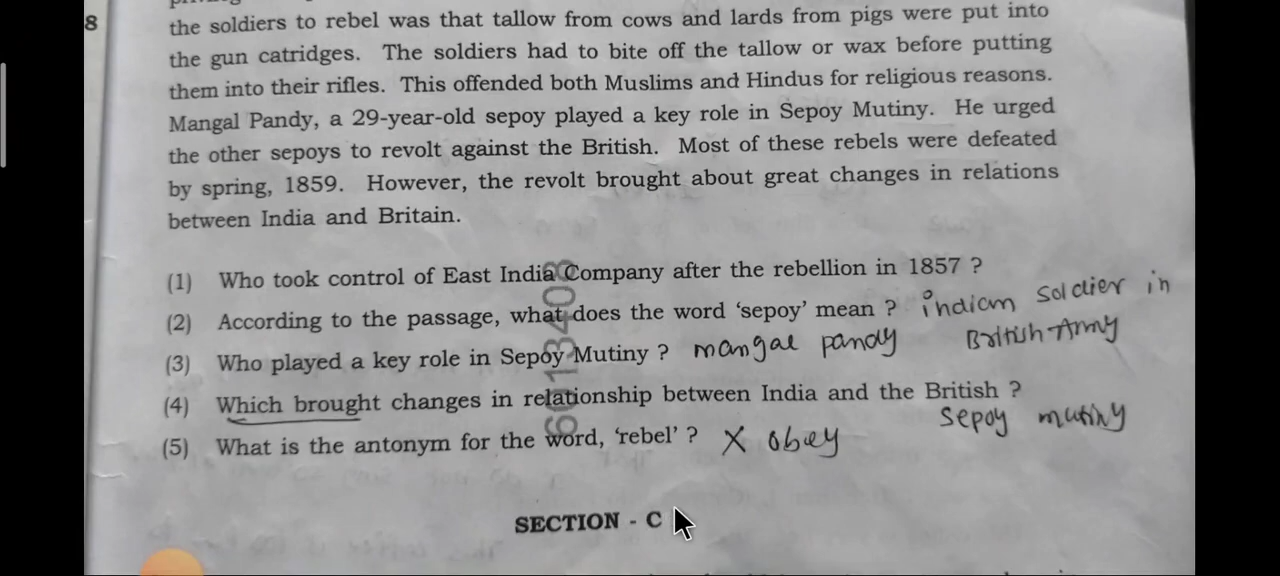 8
the soldiers to rebel was that tallow from cows and lards from pigs were put into
the gun catridges. The soldiers had to bite off the tallow or wax before putting
them into their rifles. This offended both Muslims and Hindus for religious reasons.
Mangal Pandy, a 29-year-old sepoy played a key role in Sepoy Mutiny. He urged
the other sepoys to revolt against the British. Most of these rebels were defeated
by spring, 1859. However, the revolt brought about great changes in relations
between India and Britain.
(1) Who took control of East India Company after the rebellion in 1857 ?
(2) According to the passage, what does the word ‘sepoy’ mean ? indian soldier in
British Army
(3) Who played a key role in Sepoy Mutiny ? mangal pandy
(4) Which brought changes in relationship between India and the British ?
sepoy mutiny
(5) What is the antonym for the word, ‘rebel’ ? X obey
SECTION - C